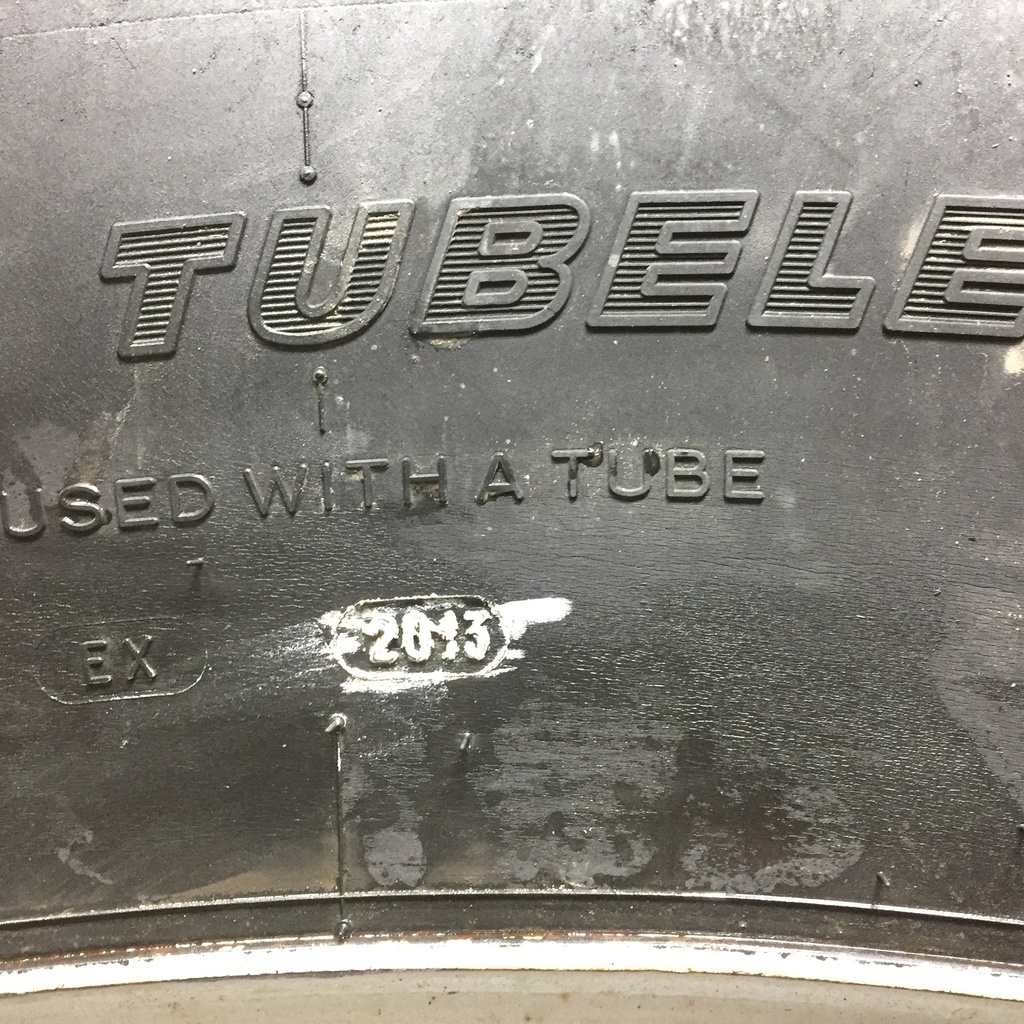 TUBELE
USED WITH A TUBE
EX 2013